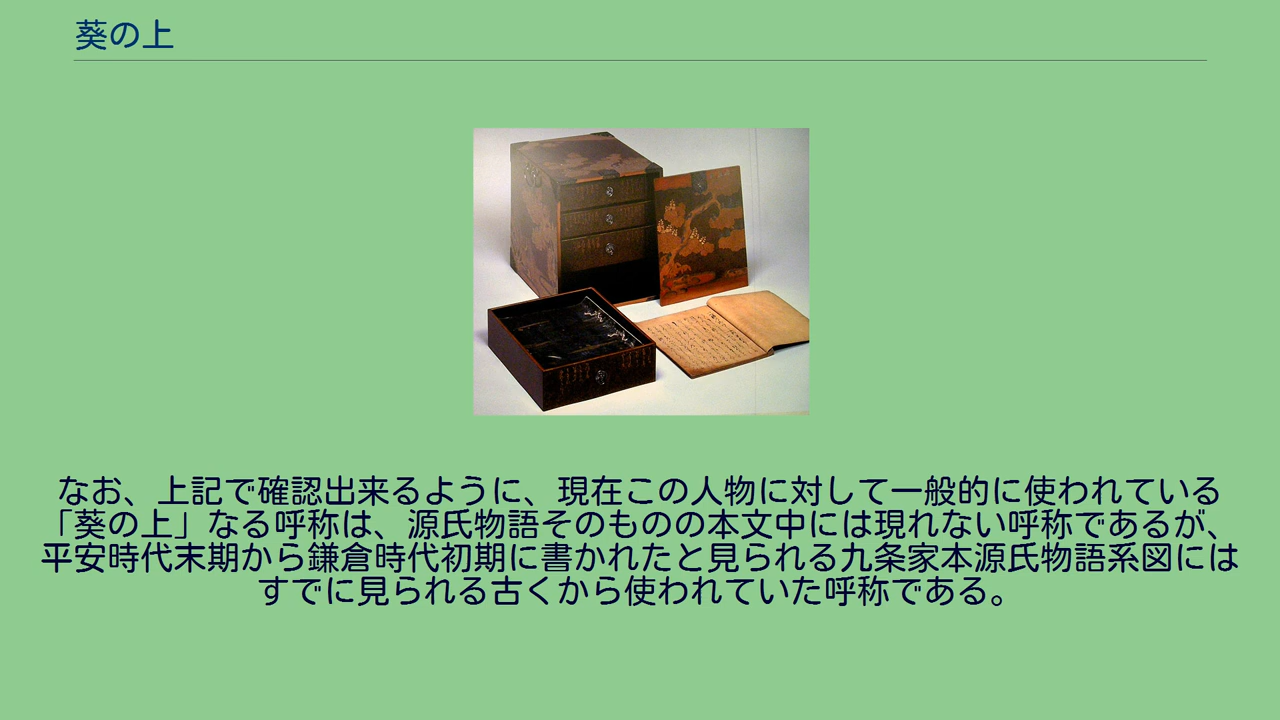 葵の上
なお、上記で確認出来るように、現在この人物に対して一般的に使われている
「葵の上」なる呼称は、源氏物語そのものの本文中には現れない呼称であるが、
平安時代末期から鎌倉時代初期に書かれたと見られる九条家本源氏物語系図には
すでに見られる古くから使われていた呼称である。